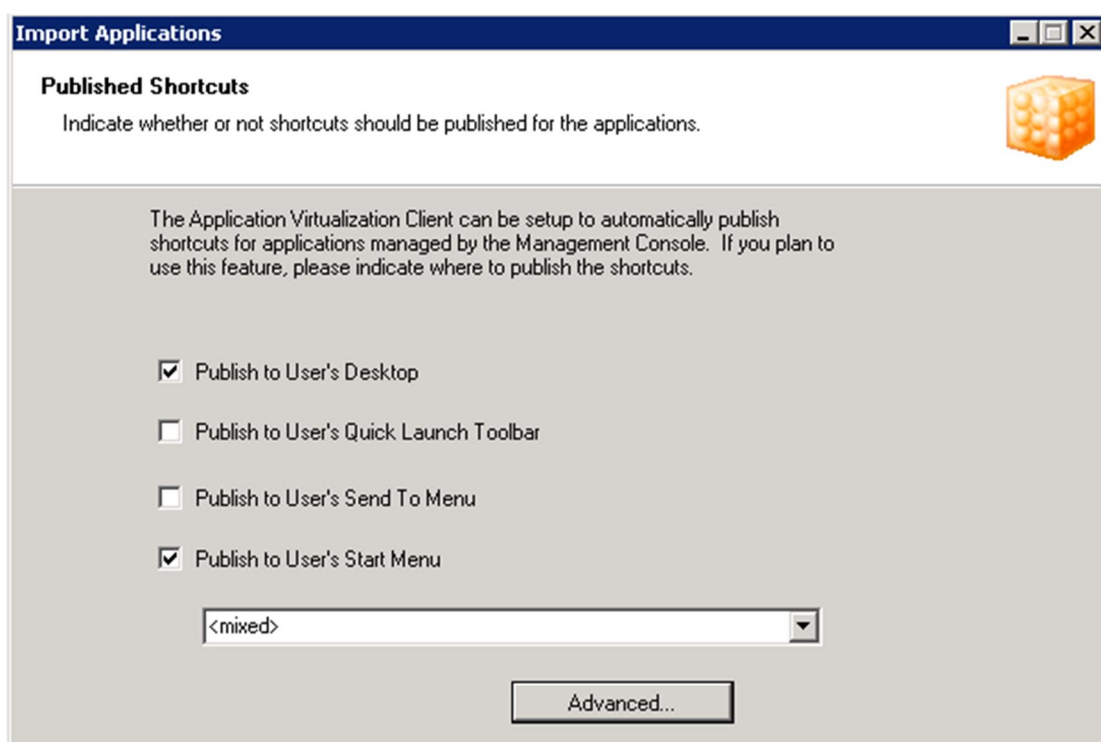 Import Applications
Published Shortcuts
Indicate whether or not shortcuts should be published for the applications.
The Application Virtualization Client can be setup to automatically publish
shortcuts for applications managed by the Management Console.  If you plan to
use this feature, please indicate where to publish the shortcuts.
Publish to User's Desktop
Publish to User's Quick Launch Toolbar
Publish to User's Send To Menu
Publish to User's Start Menu
<mixed>
Advanced...